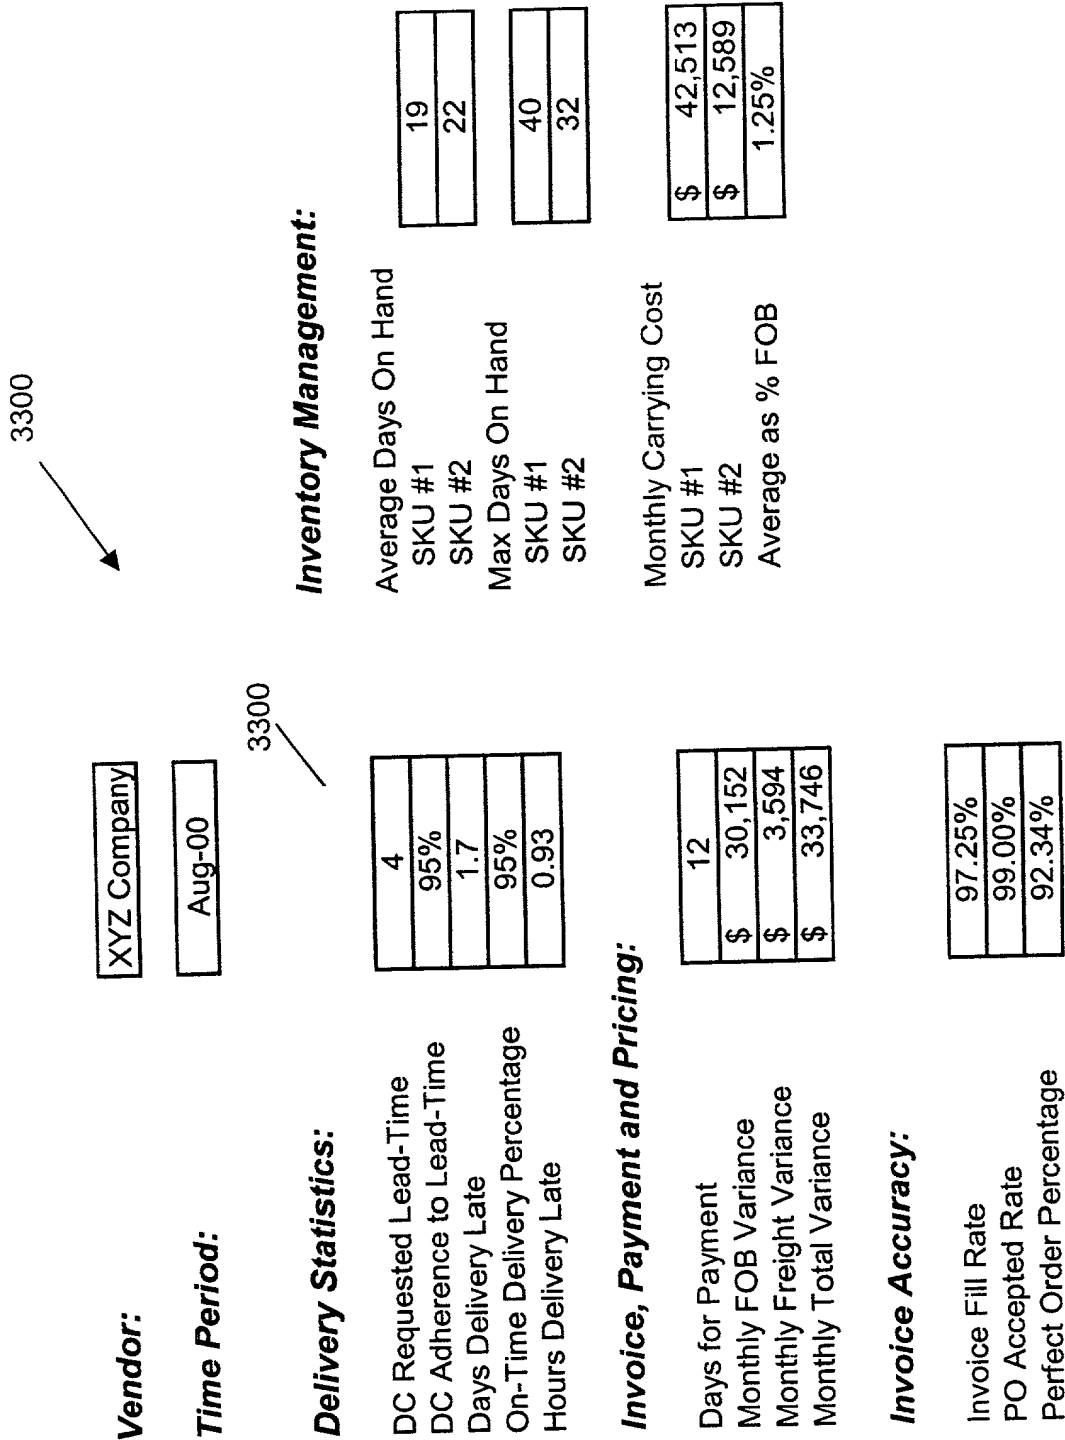 3300
Vendor: XYZ Company
Time Period: Aug-00
3300
Delivery Statistics:
DC Requested Lead-Time 4
DC Adherence to Lead-Time 95%
Days Delivery Late 1.7
On-Time Delivery Percentage 95%
Hours Delivery Late 0.93
Invoice, Payment and Pricing:
Days for Payment 12
Monthly FOB Variance $ 30,152
Monthly Freight Variance $ 3,594
Monthly Total Variance $ 33,746
Invoice Accuracy:
Invoice Fill Rate 97.25%
PO Accepted Rate 99.00%
Perfect Order Percentage 92.34%
Inventory Management:
Average Days On Hand
SKU #1 19
SKU #2 22
Max Days On Hand
SKU #1 40
SKU #2 32
Monthly Carrying Cost
SKU #1 $ 42,513
SKU #2 $ 12,589
Average as % FOB 1.25%